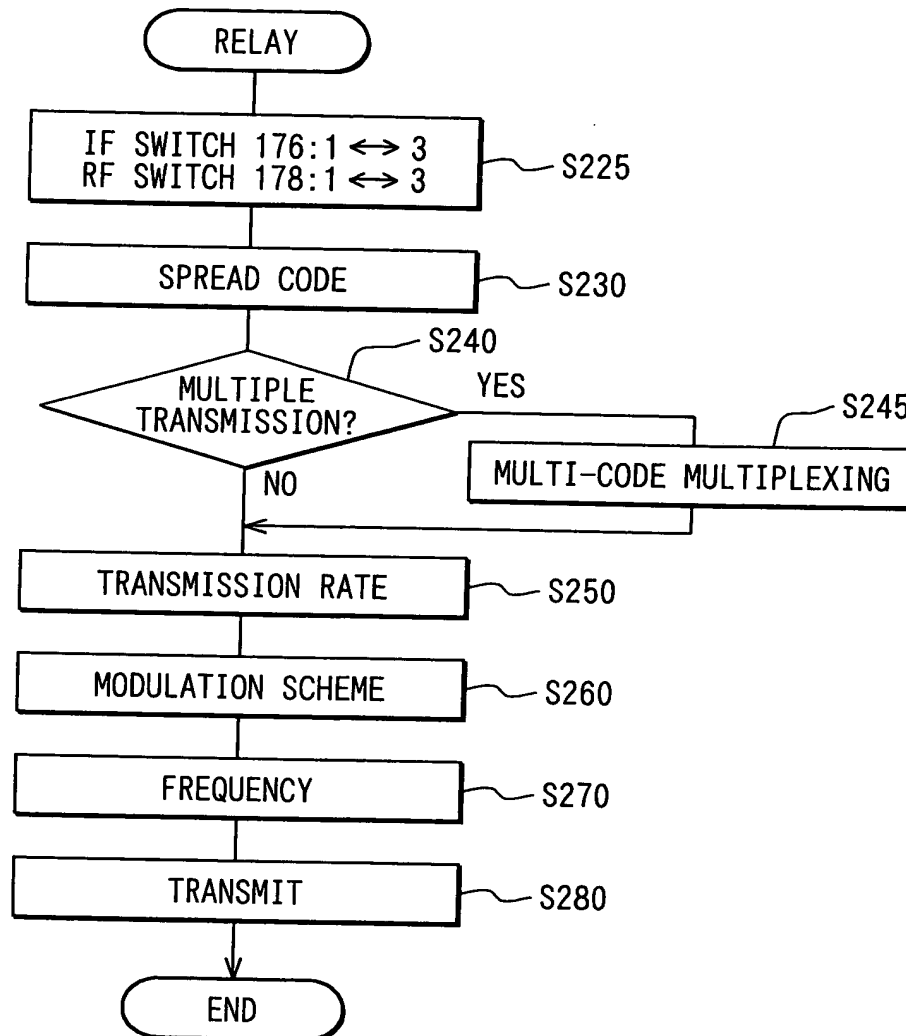 RELAY
IF SWITCH 176:1 ↔ 3
RF SWITCH 178:1 ↔ 3
S225
SPREAD CODE
S230
S240
MULTIPLE
TRANSMISSION?
YES
S245
MULTI-CODE MULTIPLEXING
NO
TRANSMISSION RATE
S250
MODULATION SCHEME
S260
FREQUENCY
S270
TRANSMIT
S280
END